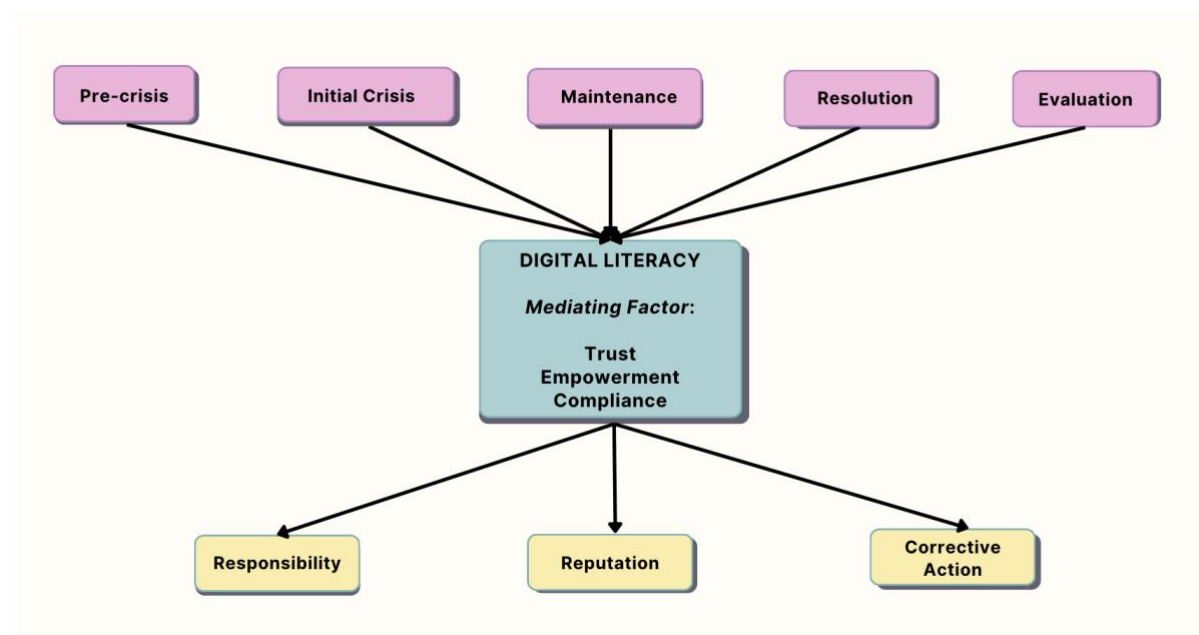 Pre-crisis
Initial Crisis
Maintenance
Resolution
Evaluation
DIGITAL LITERACY
Mediating Factor:
Trust
Empowerment
Compliance
Responsibility
Reputation
Corrective
Action